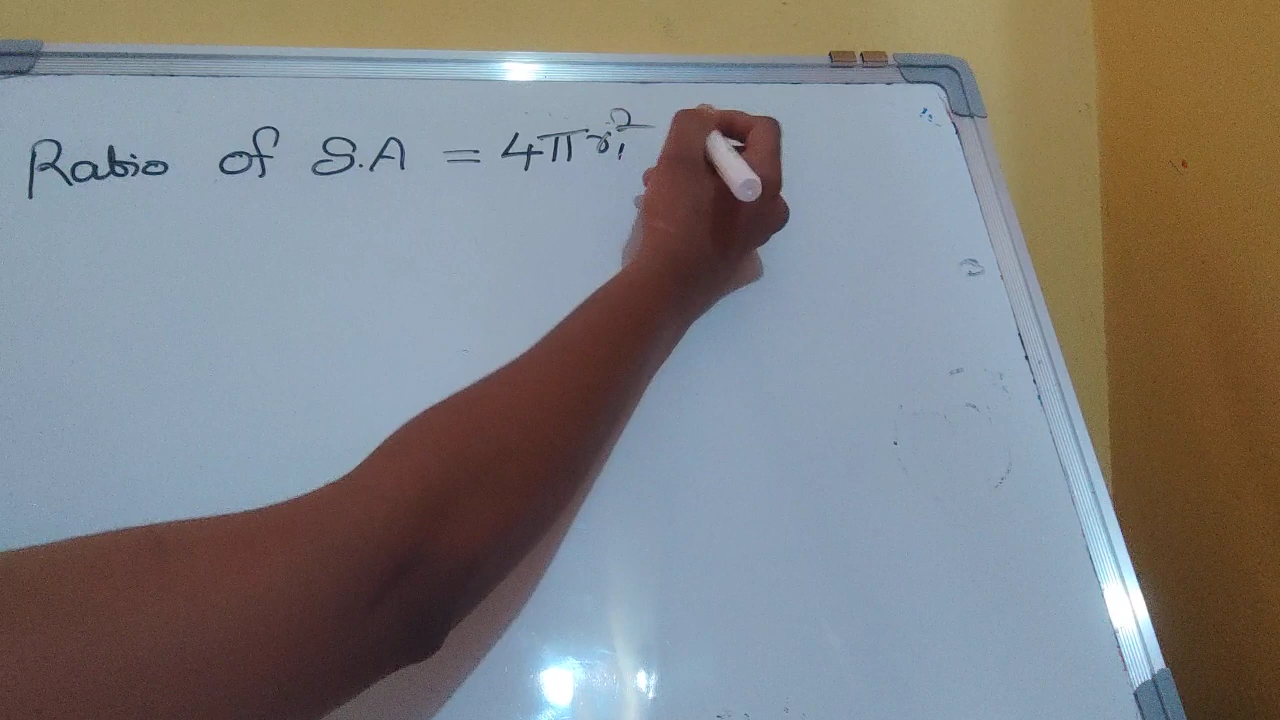 Ratio of S.A = 4πr₁²